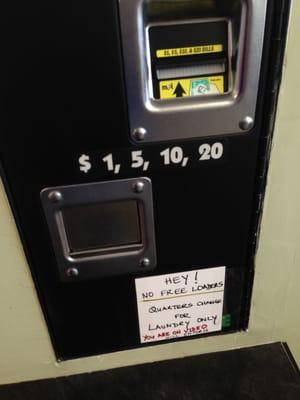 $1, $5, $10 & $20 BILLS
$ 1, 5, 10, 20
HEY!
NO FREE LOADERS
QUARTERS CHANGE
FOR
LAUNDRY ONLY
YOU ARE ON VIDEO